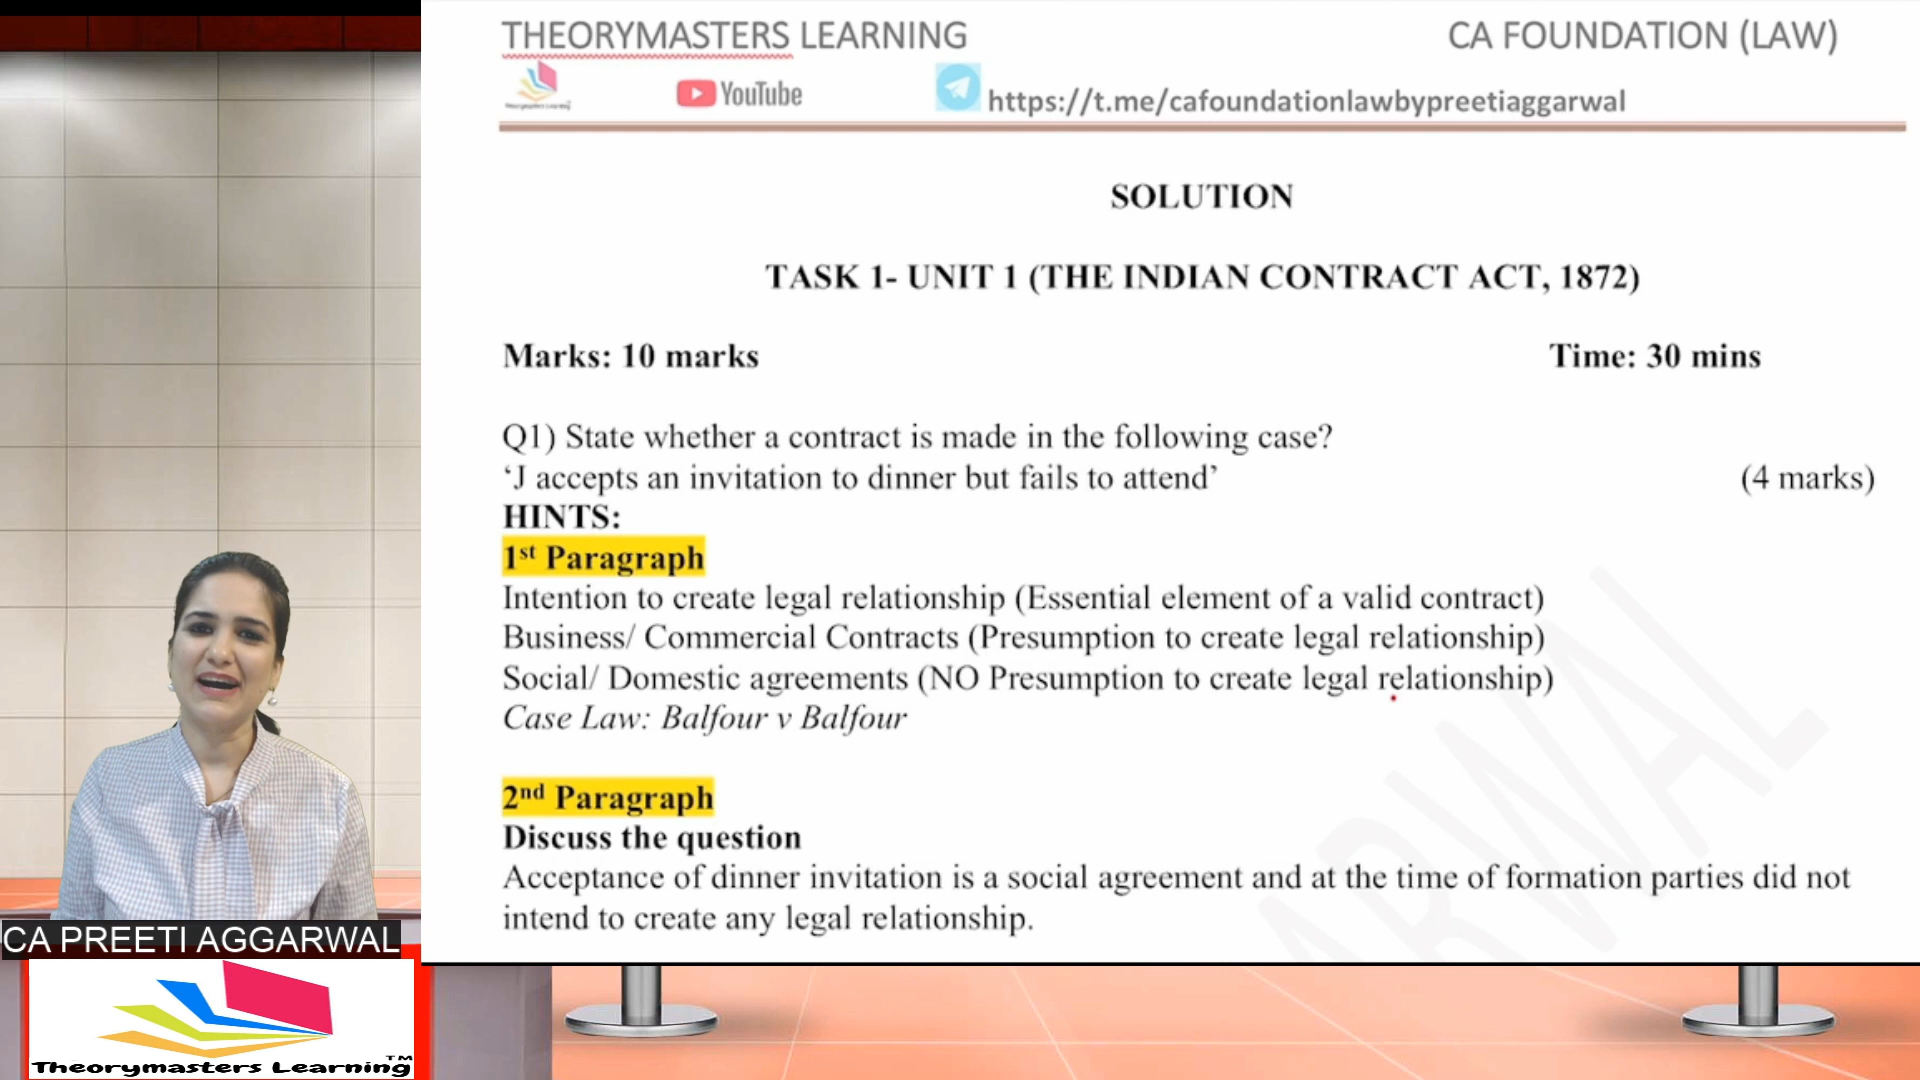 THEORYMASTERS LEARNING
CA FOUNDATION (LAW)
YouTube
https://t.me/cafoundationlawbypreetiaggarwal
SOLUTION
TASK 1- UNIT 1 (THE INDIAN CONTRACT ACT, 1872)
Marks: 10 marks
Time: 30 mins
Q1) State whether a contract is made in the following case?
‘J accepts an invitation to dinner but fails to attend’
(4 marks)
HINTS:
1st Paragraph
Intention to create legal relationship (Essential element of a valid contract)
Business/ Commercial Contracts (Presumption to create legal relationship)
Social/ Domestic agreements (NO Presumption to create legal relationship)
Case Law: Balfour v Balfour
2nd Paragraph
Discuss the question
Acceptance of dinner invitation is a social agreement and at the time of formation parties did not
intend to create any legal relationship.
CA PREETI AGGARWAL
Theorymasters Learning™